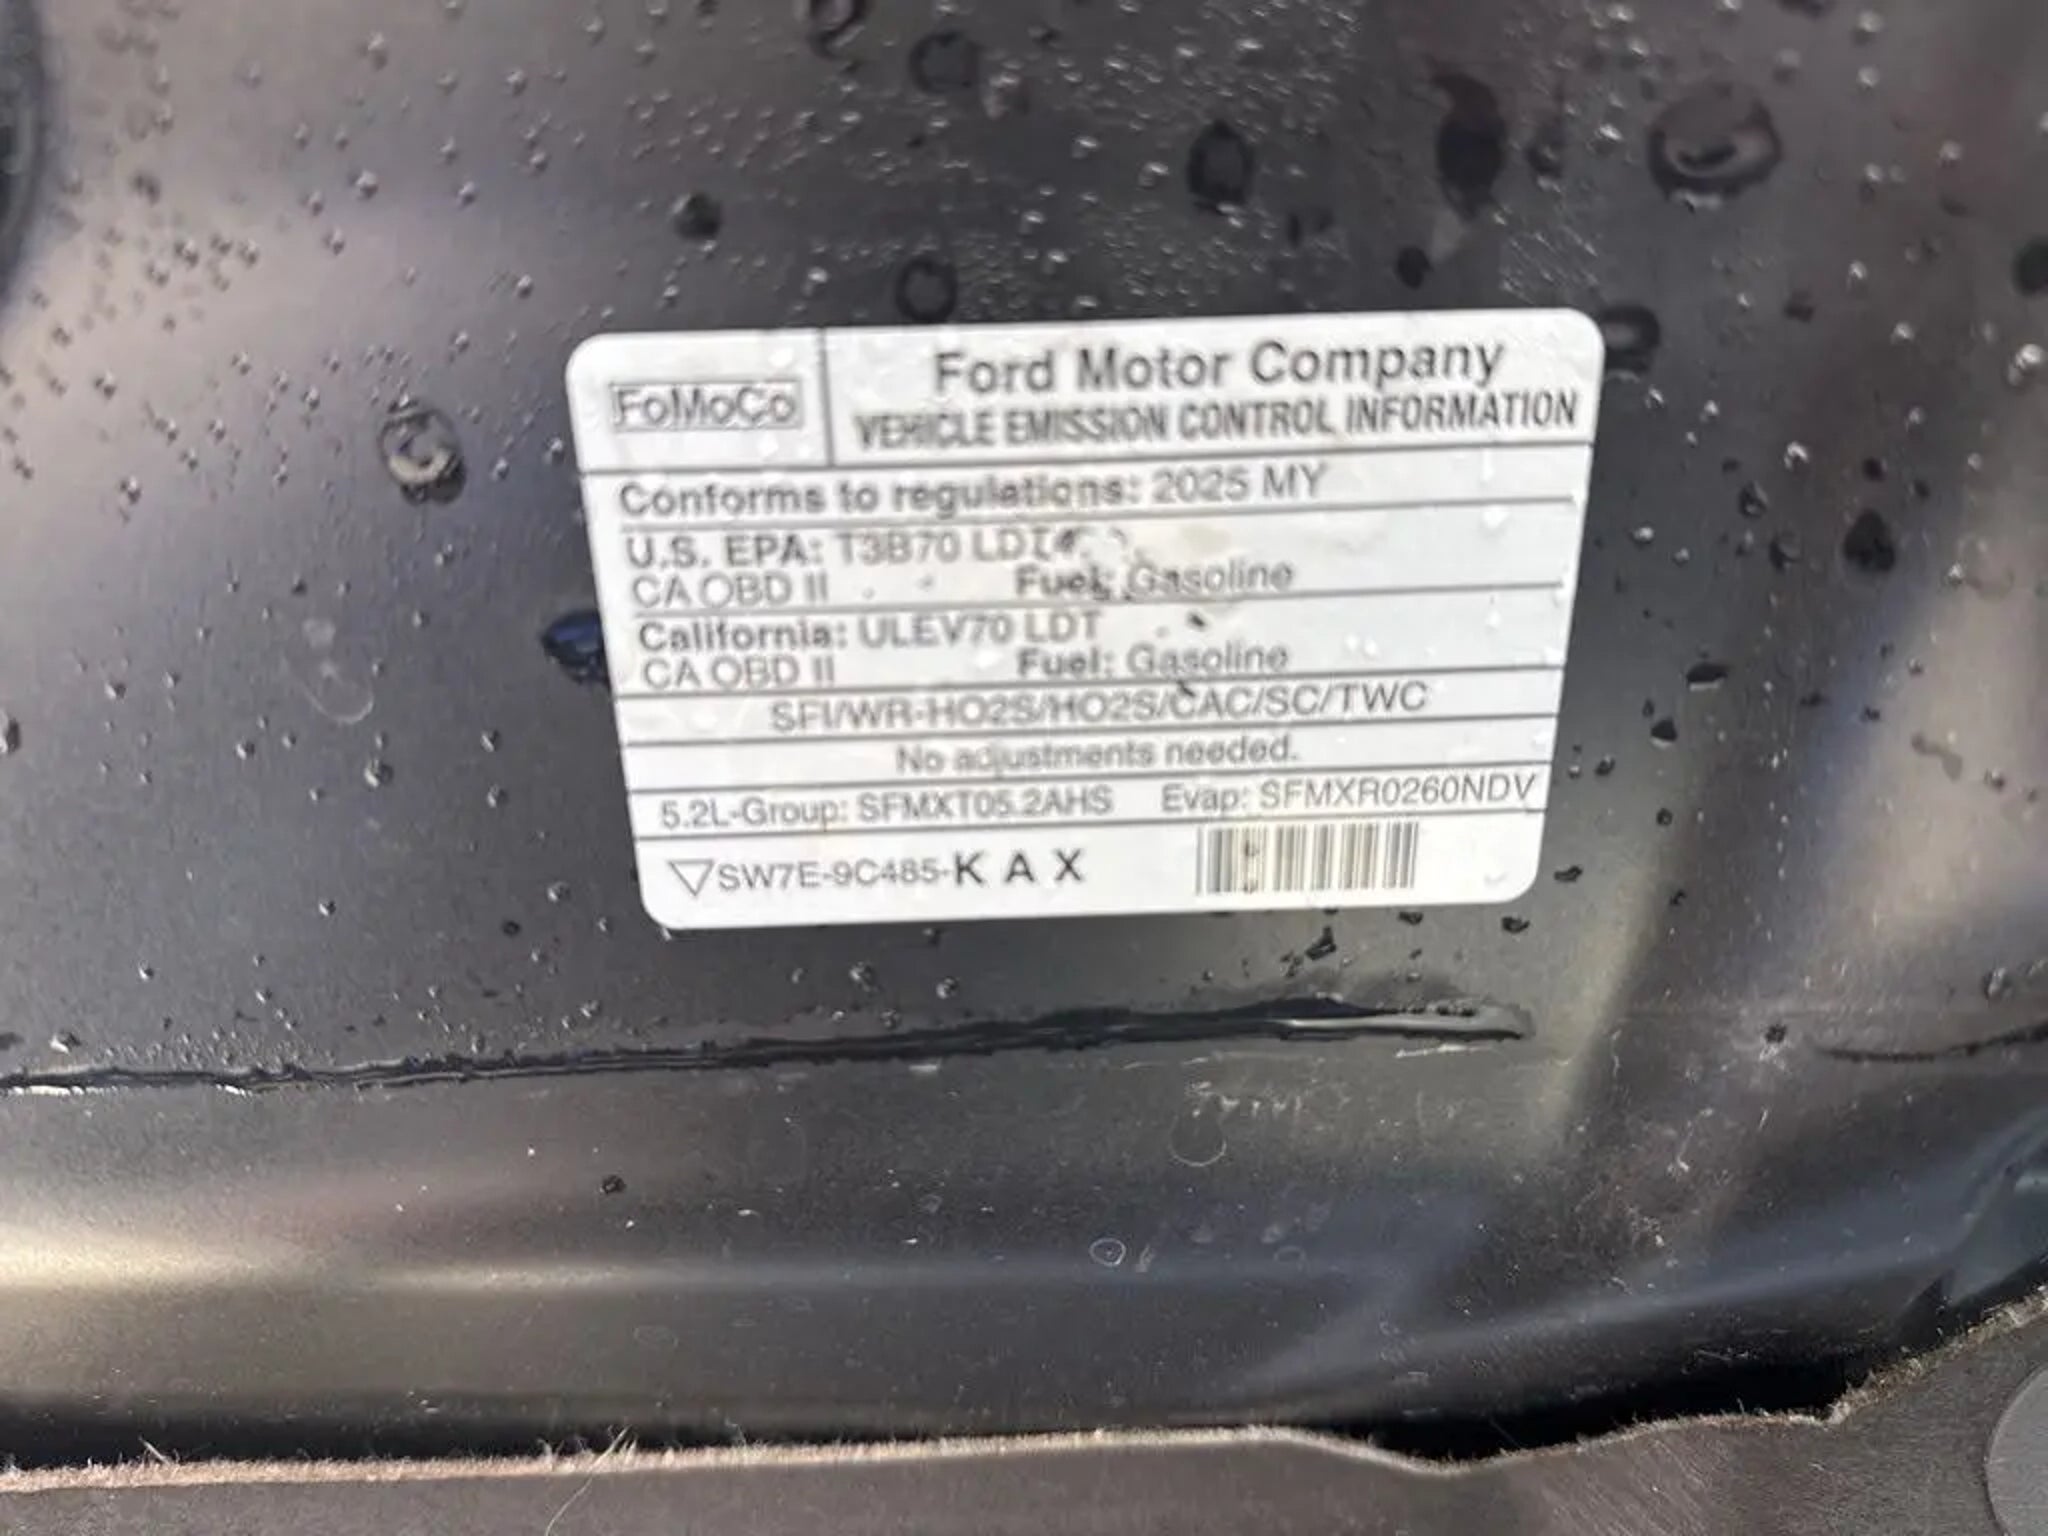 FoMoCo
Ford Motor Company
VEHICLE EMISSION CONTROL INFORMATION
Conforms to regulations: 2025 MY
U.S. EPA: T3B70
CA OBD II Fuel: Gasoline
California: ULEV70 LDT
CA OBD II Fuel: Gasoline
SFI/WR-HO2S/HO2S/CAC/SC/TWC
No adjustments needed.
5.2L-Group: SFMXT05.2AHS Evap: SFMXR0260NDV
SW7E-9C485-K A X